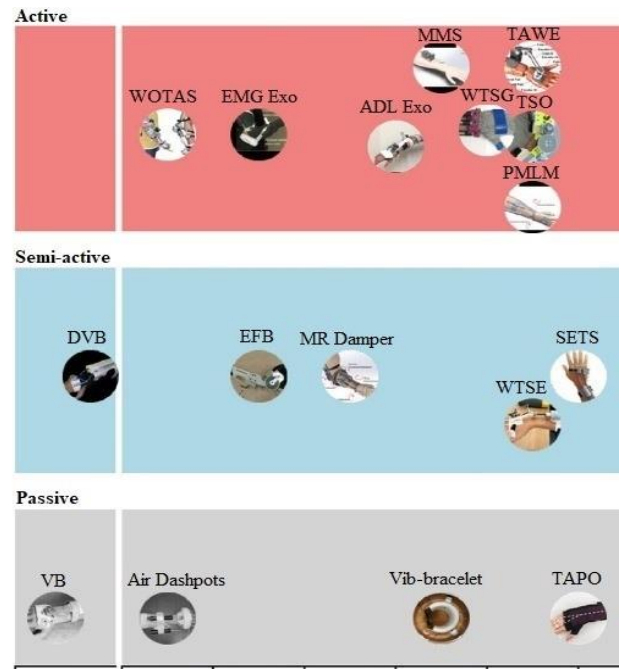 Active
MMS TAWE
WOTAS EMG Exo ADL Exo WTSG TSO
PMLM
Semi-active
DVB EFB MR Damper SETS
WTSE
Passive
VB Air Dashpots Vib-bracelet TAPO